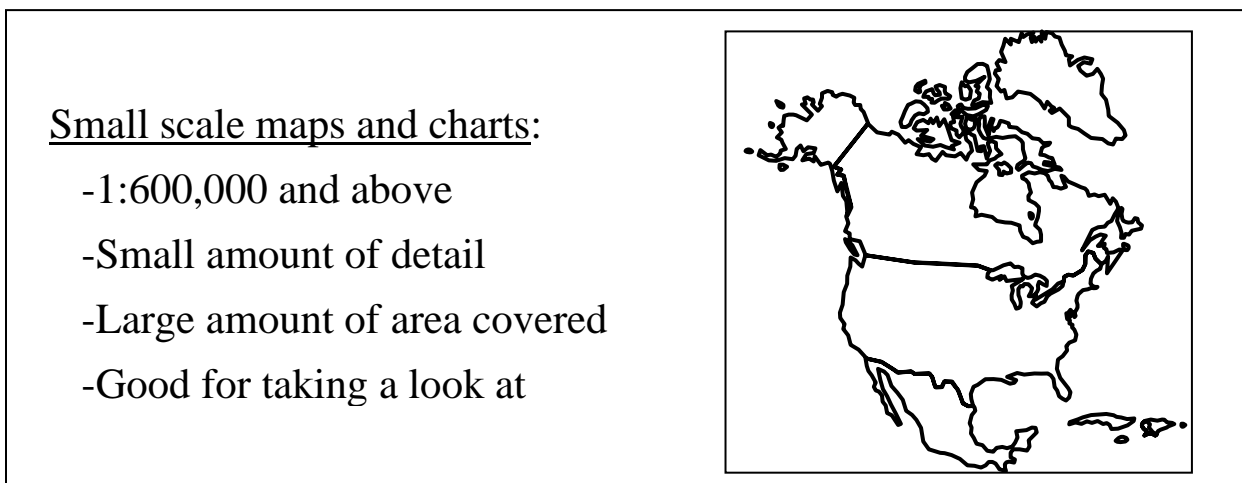 Small scale maps and charts:
-1:600,000 and above
-Small amount of detail
-Large amount of area covered
-Good for taking a look at